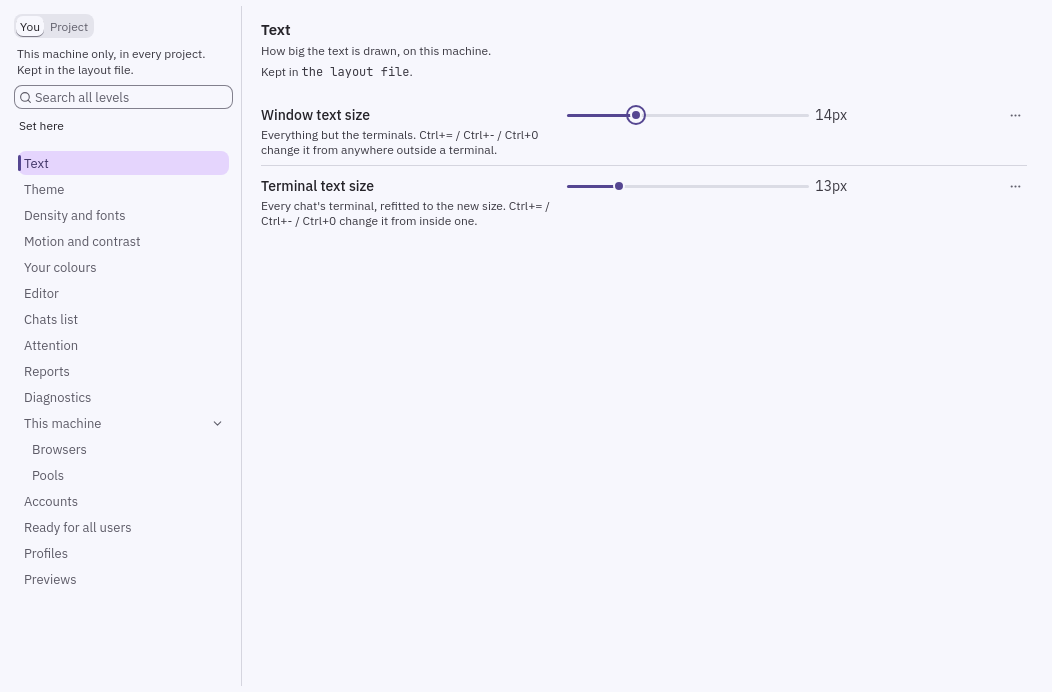 You Project
This machine only, in every project.
Kept in the layout file.
Search all levels
Set here
Text
Theme
Density and fonts
Motion and contrast
Your colours
Editor
Chats list
Attention
Reports
Diagnostics
This machine
Browsers
Pools
Accounts
Ready for all users
Profiles
Previews
Text
How big the text is drawn, on this machine.
Kept in the layout file.
Window text size
14px
Everything but the terminals. Ctrl+= / Ctrl+- / Ctrl+0
change it from anywhere outside a terminal.
Terminal text size
13px
Every chat's terminal, refitted to the new size. Ctrl+= /
Ctrl+- / Ctrl+0 change it from inside one.